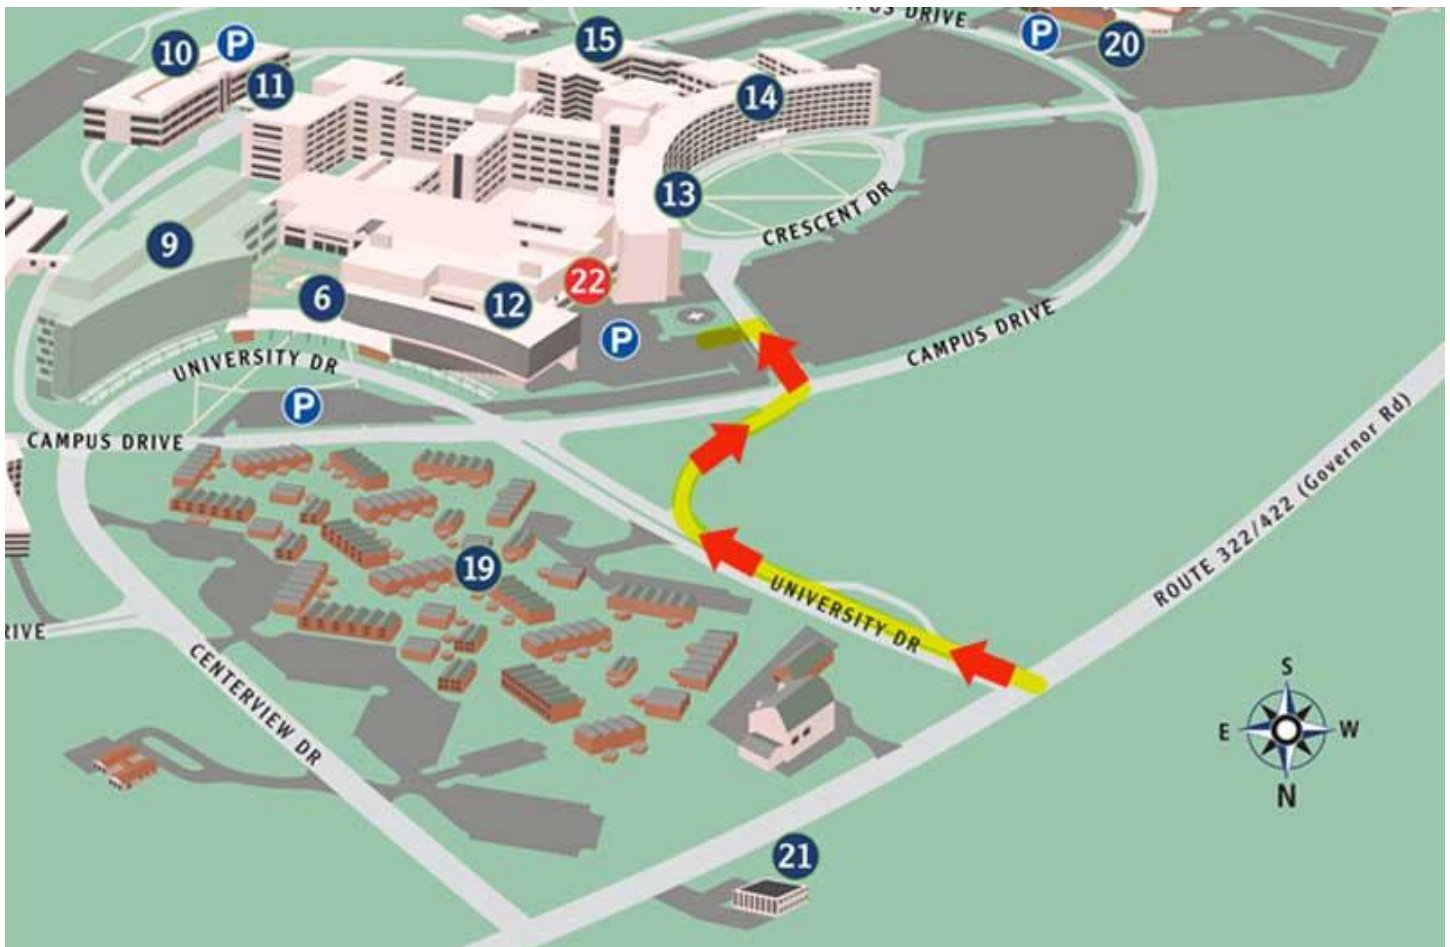 PUS DRIVE
15
P
20
10
P
11
14
13
CRESCENT DR
9
22
6
12
P
CAMPUS DRIVE
UNIVERSITY DR
P
CAMPUS DRIVE
ROUTE 322/422 (Governor Rd)
19
UNIVERSITY DR
RIVE
CENTERVIEW DR
S
E
W
N
21